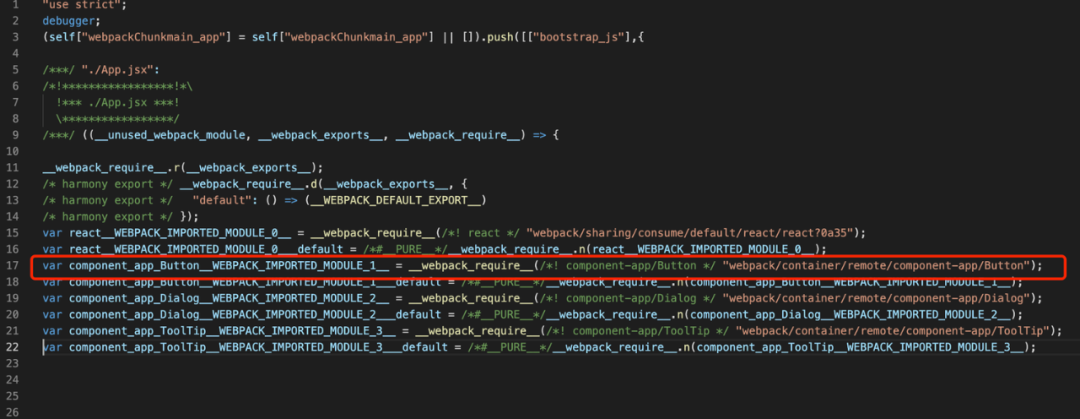 1 "use strict";
2 debugger;
3 (self["webpackChunkmain_app"] = self["webpackChunkmain_app"] || []).push([["bootstrap_js"],{
4
5 /***/ "./App.jsx":
6 /*!*****************!*\
7 !*** ./App.jsx ***!
8 \*****************/
9 /***/ ((__unused_webpack_module, __webpack_exports__, __webpack_require__) => {
10
11 __webpack_require__.r(__webpack_exports__);
12 /* harmony export */ __webpack_require__.d(__webpack_exports__, {
13 /* harmony export */   "default": () => (__WEBPACK_DEFAULT_EXPORT__)
14 /* harmony export */ });
15 var react__WEBPACK_IMPORTED_MODULE_0__ = __webpack_require__(/*! react */ "webpack/sharing/consume/default/react/react?0a35");
16 var react__WEBPACK_IMPORTED_MODULE_0___default = /*#__PURE__*/__webpack_require__.n(react__WEBPACK_IMPORTED_MODULE_0__);
17 var component_app_Button__WEBPACK_IMPORTED_MODULE_1__ = __webpack_require__(/*! component-app/Button */ "webpack/container/remote/component-app/Button");
18 var component_app_Button__WEBPACK_IMPORTED_MODULE_1___default = /*#__PURE__*/__webpack_require__.n(component_app_Button__WEBPACK_IMPORTED_MODULE_1__);
19 var component_app_Dialog__WEBPACK_IMPORTED_MODULE_2__ = __webpack_require__(/*! component-app/Dialog */ "webpack/container/remote/component-app/Dialog");
20 var component_app_Dialog__WEBPACK_IMPORTED_MODULE_2___default = /*#__PURE__*/__webpack_require__.n(component_app_Dialog__WEBPACK_IMPORTED_MODULE_2__);
21 var component_app_ToolTip__WEBPACK_IMPORTED_MODULE_3__ = __webpack_require__(/*! component-app/ToolTip */ "webpack/container/remote/component-app/ToolTip");
22 var component_app_ToolTip__WEBPACK_IMPORTED_MODULE_3___default = /*#__PURE__*/__webpack_require__.n(component_app_ToolTip__WEBPACK_IMPORTED_MODULE_3__);
23
24
25
26